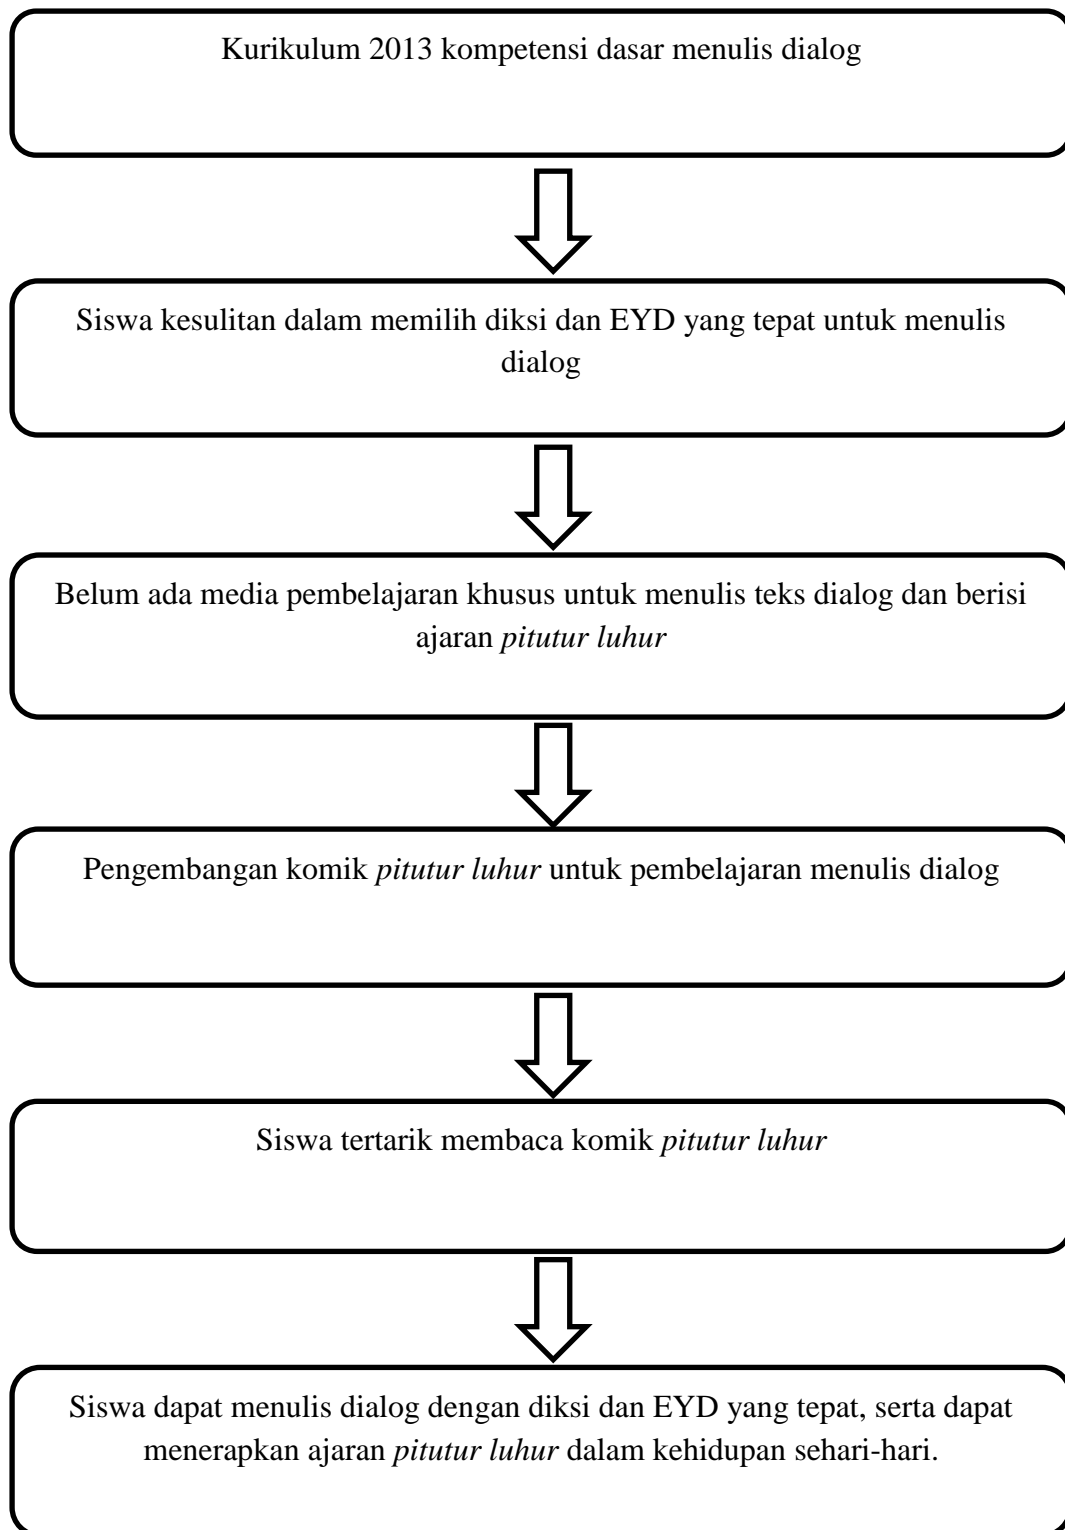 Kurikulum 2013 kompetensi dasar menulis dialog
Siswa kesulitan dalam memilih diksi dan EYD yang tepat untuk menulis
dialog
Belum ada media pembelajaran khusus untuk menulis teks dialog dan berisi
ajaran pitutur luhur
Pengembangan komik pitutur luhur untuk pembelajaran menulis dialog
Siswa tertarik membaca komik pitutur luhur
Siswa dapat menulis dialog dengan diksi dan EYD yang tepat, serta dapat
menerapkan ajaran pitutur luhur dalam kehidupan sehari-hari.